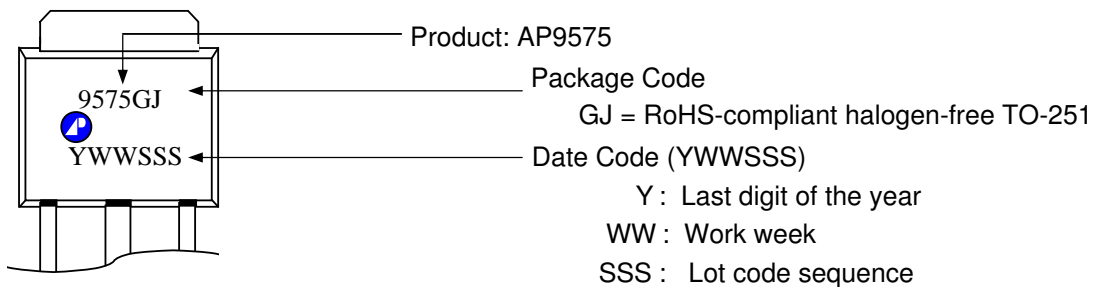 Product: AP9575
Package Code
9575GJ
GJ = RoHS-compliant halogen-free TO-251
AP
YWWSSS
Date Code (YWWSSS)
Y : Last digit of the year
WW : Work week
SSS : Lot code sequence